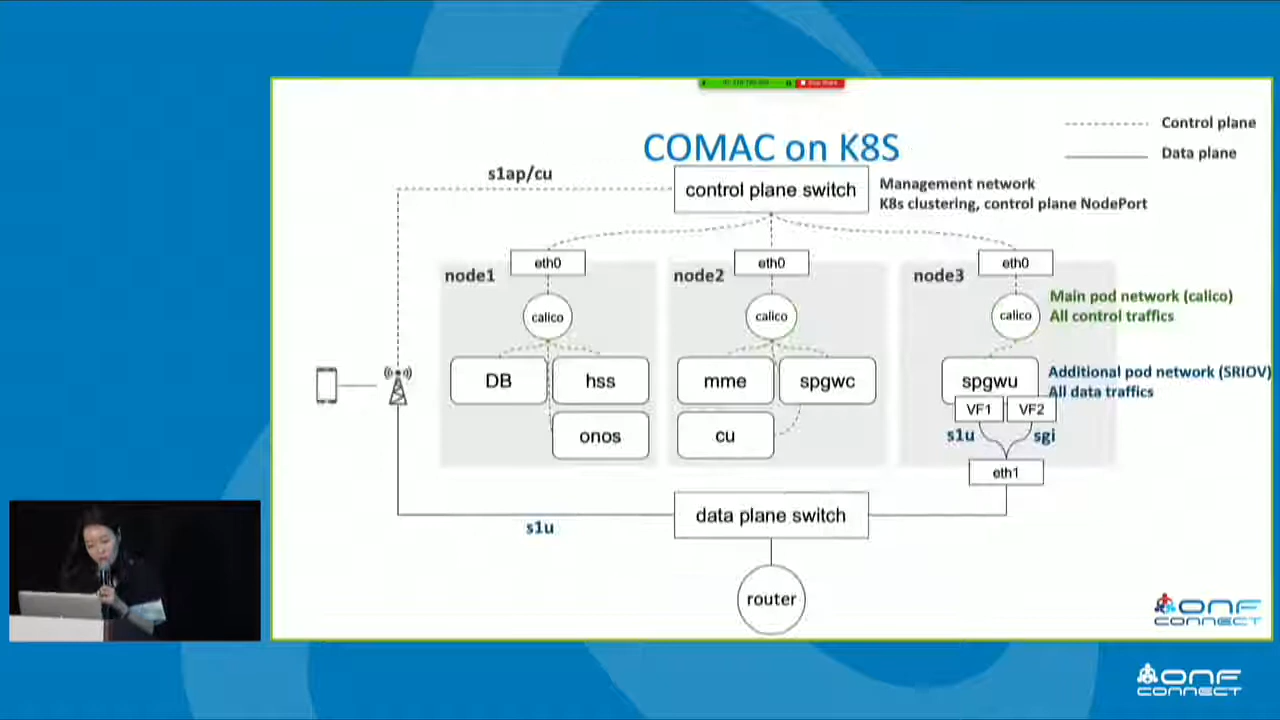 COMAC on K8S
Control plane
Data plane
s1ap/cu
control plane switch
Management network
K8s clustering, control plane NodePort
eth0
eth0
eth0
node1
node2
node3
calico
calico
calico
Main pod network (calico)
All control traffics
DB
hss
mme
spgwc
spgwu
Additional pod network (SRIOV)
All data traffics
VF1
VF2
onos
cu
s1u
sgi
eth1
s1u
data plane switch
router
ONF
CONNECT
ONF
CONNECT